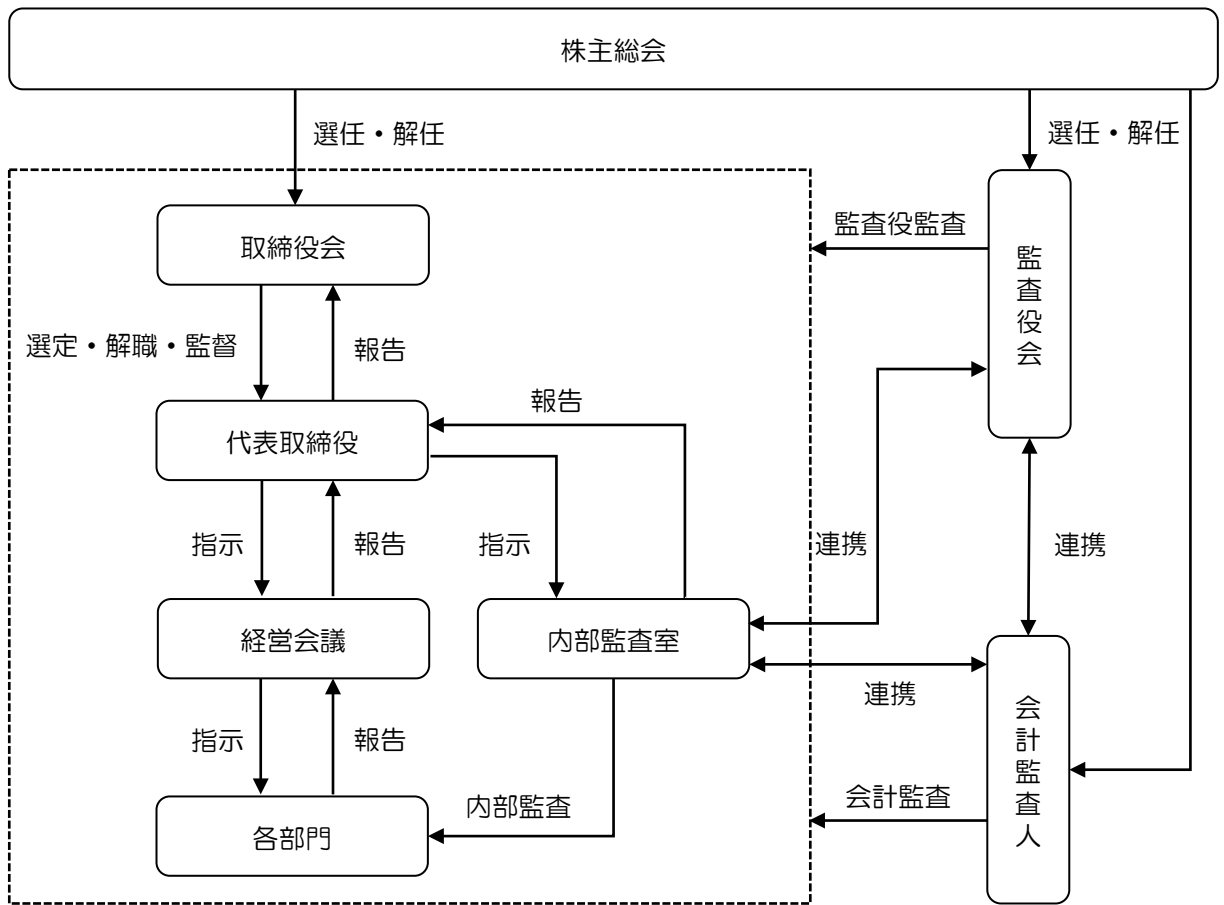 株主総会
選任・解任
選任・解任
取締役会
監査役監査
監査役会
選定・解職・監督
報告
報告
代表取締役
指示
報告
指示
連携
連携
経営会議
内部監査室
連携
指示
報告
会計監査人
会計監査
内部監査
各部門